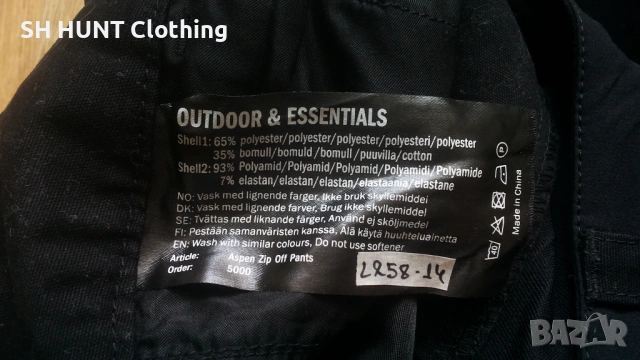 SH HUNT Clothing
OUTDOOR & ESSENTIALS
Shell1: 65% polyester/polyester/polyester/polyesteri/polyester
35% bomull/bomuld/bomull/puuvilla/cotton
Shell2: 93% Polyamid/Polyamid/Polyamid/Polyamidi/Polyamide
7% elastan/elastan/elastan/elastaania/elastane
NO: Vask med lignende farger, Ikke bruk skyllemiddel
DK: Vask med lignende farver, Brug ikke skyllemiddel
SE: Tvättas med liknande färger, Använd ej sköljmedel
FI: Pestään samanväristen kanssa, Älä käytä huuhteluainetta
EN: Wash with similar colours, Do not use softener
Article: Aspen Zip Off Pants
Order: 5000
L258-14
Made in China
P
40
BAZAR